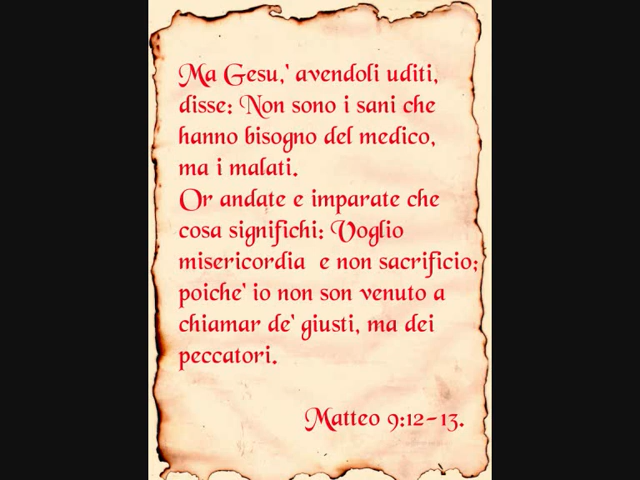 Ma Gesu,' avendoli uditi,
disse: Non sono i sani che
hanno bisogno del medico,
ma i malati.
Or andate e imparate che
cosa significhi: Voglio
misericordia e non sacrificio;
poiche' io non son venuto a
chiamar de' giusti, ma dei
peccatori.
Matteo 9:12-13.